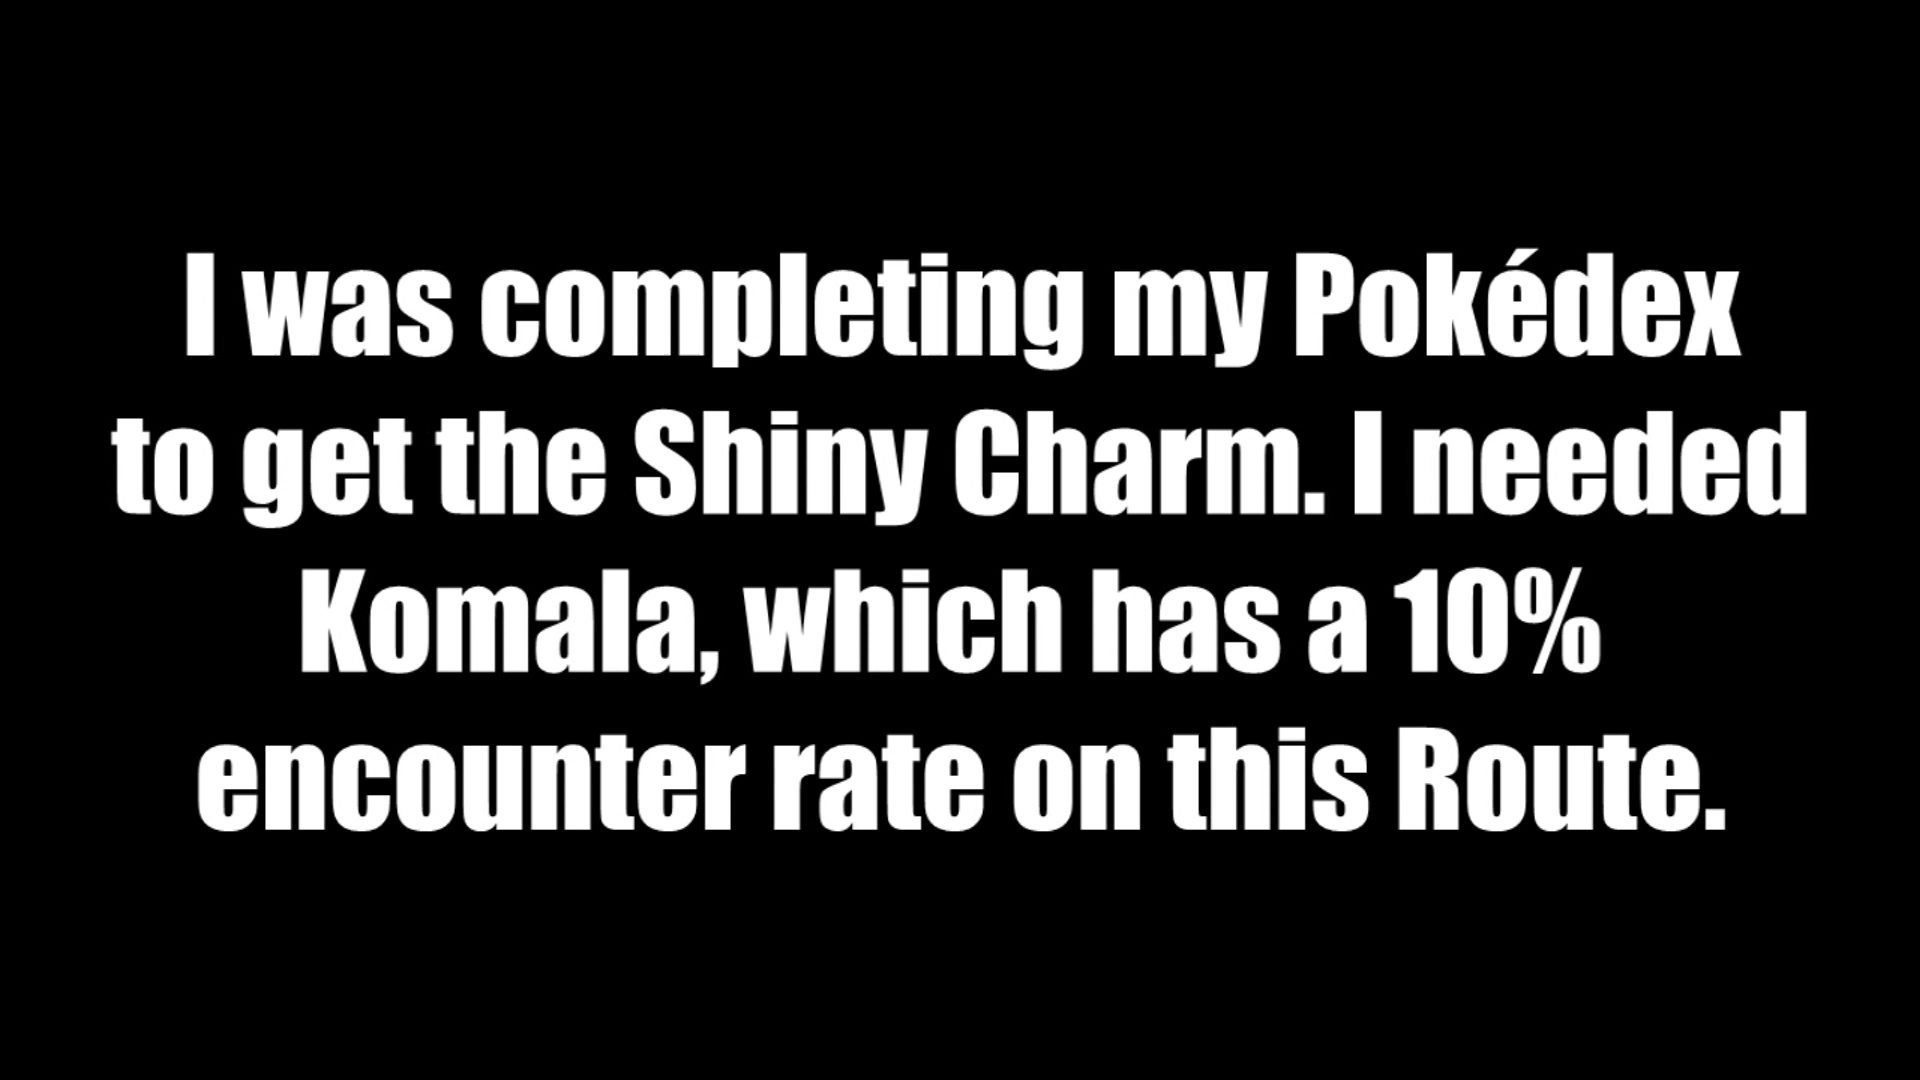 I was completing my Pokédex
to get the Shiny Charm. I needed
Komala, which has a 10%
encounter rate on this Route.